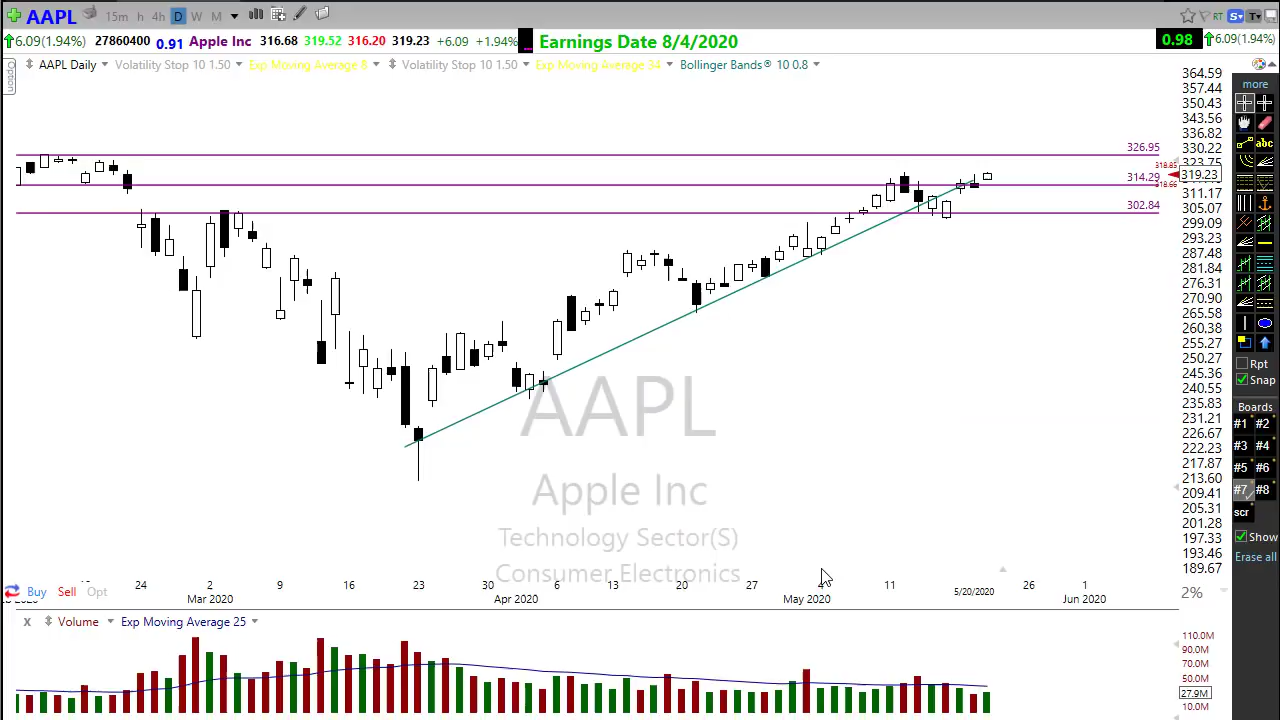 AAPL 15m h 4h D W M RT S T
6.09(1.94%) 27860400 0.91 Apple Inc 316.68 319.52 316.20 319.23 +6.09 +1.94% Earnings Date 8/4/2020 0.98 6.09(1.94%)
AAPL Daily Volatility Stop 10 1.50 Exp Moving Average 8 Volatility Stop 10 1.50 Exp Moving Average 34 Bollinger Bands® 10 0.8
Option
364.59
357.44
350.43
343.56
336.82
330.22
323.75
319.23
311.17
305.07
299.09
293.23
287.48
281.84
276.31
270.90
265.58
260.38
255.27
250.27
245.36
240.55
235.83
231.21
226.67
222.23
217.87
213.60
209.41
205.31
201.28
197.33
193.46
189.67
326.95
318.85
314.29
318.66
302.84
AAPL
Apple Inc
Technology Sector(S)
Consumer Electronics
more
abc
Rpt
Snap
Boards
#1 #2
#3 #4
#5 #6
#7 #8
scr
Show
Erase all
Buy Sell Opt
24 2 9 16 23 30 6 13 20 27 4 11 5/20/2020 26 1
Mar 2020 Apr 2020 May 2020 Jun 2020
2%
x Volume Exp Moving Average 25
110.0M
90.0M
70.0M
50.0M
27.9M
10.0M